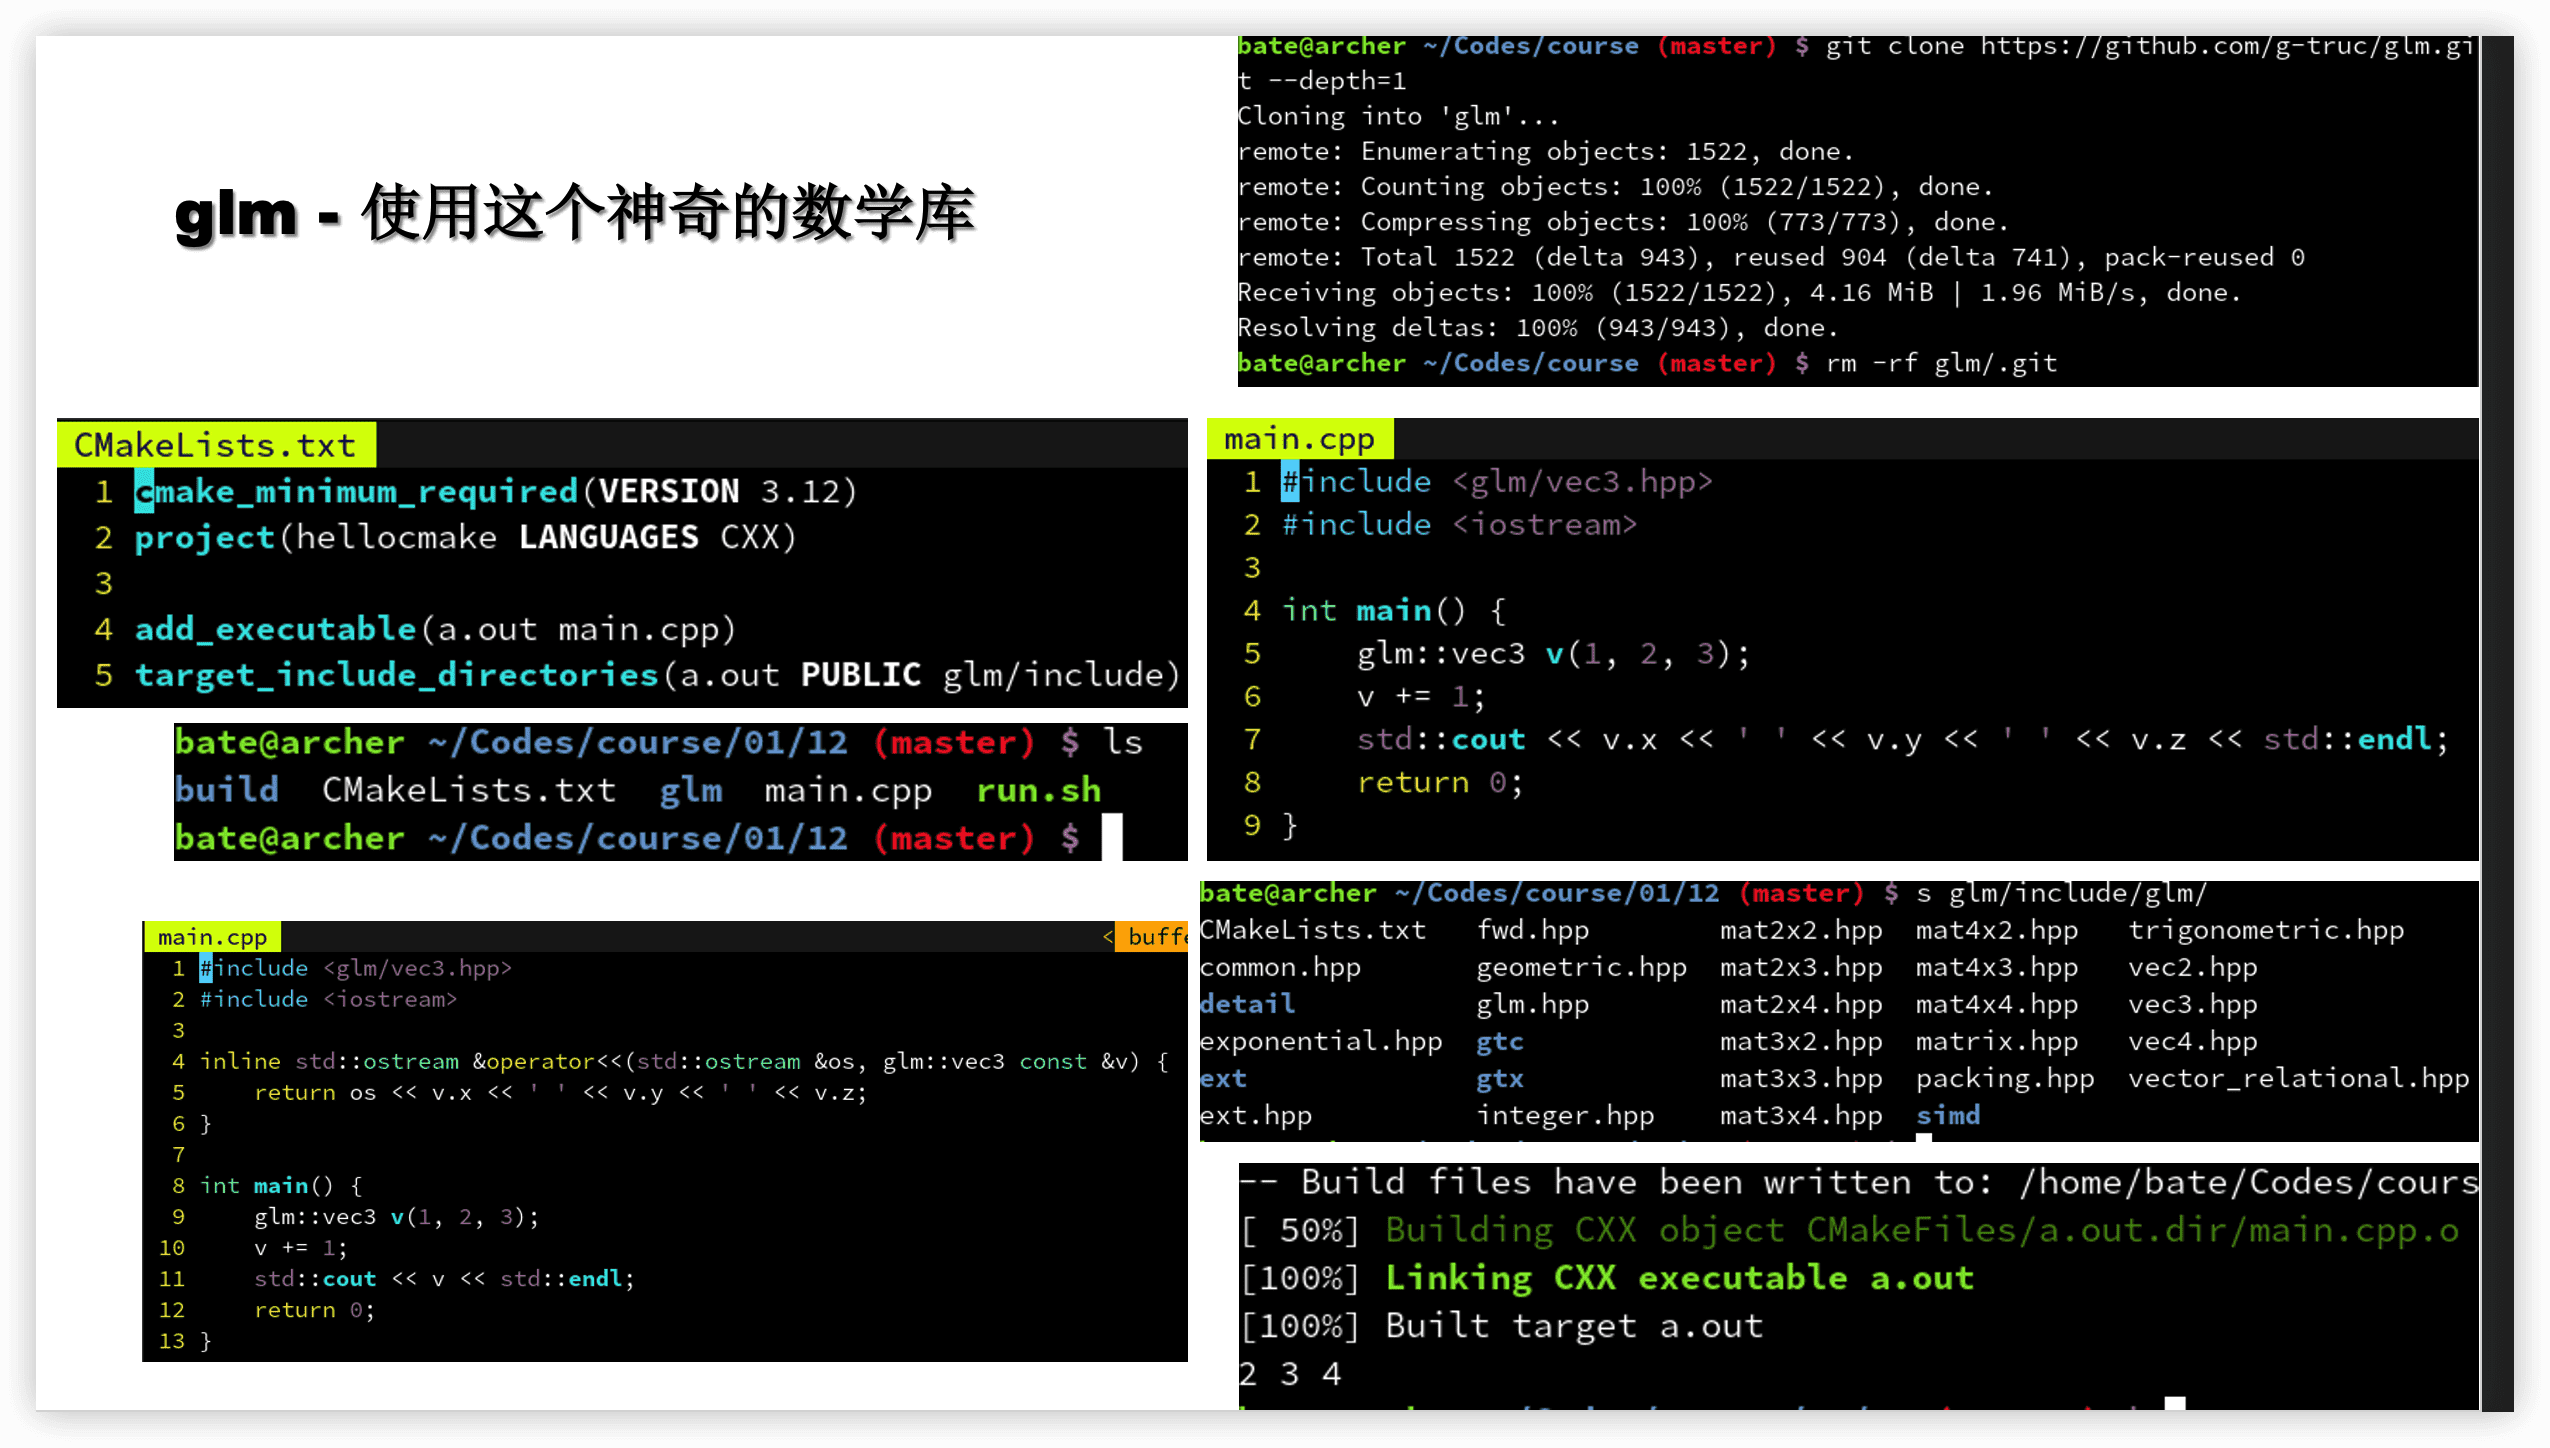 glm - 使用这个神奇的数学库
bate@archer ~/Codes/course (master) $ git clone https://github.com/g-truc/glm.gi
t --depth=1
Cloning into 'glm'...
remote: Enumerating objects: 1522, done.
remote: Counting objects: 100% (1522/1522), done.
remote: Compressing objects: 100% (773/773), done.
remote: Total 1522 (delta 943), reused 904 (delta 741), pack-reused 0
Receiving objects: 100% (1522/1522), 4.16 MiB | 1.96 MiB/s, done.
Resolving deltas: 100% (943/943), done.
bate@archer ~/Codes/course (master) $ rm -rf glm/.git
CMakeLists.txt
1 cmake_minimum_required(VERSION 3.12)
2 project(hellocmake LANGUAGES CXX)
3
4 add_executable(a.out main.cpp)
5 target_include_directories(a.out PUBLIC glm/include)
bate@archer ~/Codes/course/01/12 (master) $ ls
build CMakeLists.txt glm main.cpp run.sh
bate@archer ~/Codes/course/01/12 (master) $
main.cpp
1 #include <glm/vec3.hpp>
2 #include <iostream>
3
4 int main() {
5     glm::vec3 v(1, 2, 3);
6     v += 1;
7     std::cout << v.x << ' ' << v.y << ' ' << v.z << std::endl;
8     return 0;
9 }
main.cpp < buffe
1 #include <glm/vec3.hpp>
2 #include <iostream>
3
4 inline std::ostream &operator<<(std::ostream &os, glm::vec3 const &v) {
5     return os << v.x << ' ' << v.y << ' ' << v.z;
6 }
7
8 int main() {
9     glm::vec3 v(1, 2, 3);
10     v += 1;
11     std::cout << v << std::endl;
12     return 0;
13 }
bate@archer ~/Codes/course/01/12 (master) $ s glm/include/glm/
CMakeLists.txt fwd.hpp mat2x2.hpp mat4x2.hpp trigonometric.hpp
common.hpp geometric.hpp mat2x3.hpp mat4x3.hpp vec2.hpp
detail glm.hpp mat2x4.hpp mat4x4.hpp vec3.hpp
exponential.hpp gtc mat3x2.hpp matrix.hpp vec4.hpp
ext gtx mat3x3.hpp packing.hpp vector_relational.hpp
ext.hpp integer.hpp mat3x4.hpp simd
-- Build files have been written to: /home/bate/Codes/cours
[ 50%] Building CXX object CMakeFiles/a.out.dir/main.cpp.o
[100%] Linking CXX executable a.out
[100%] Built target a.out
2 3 4